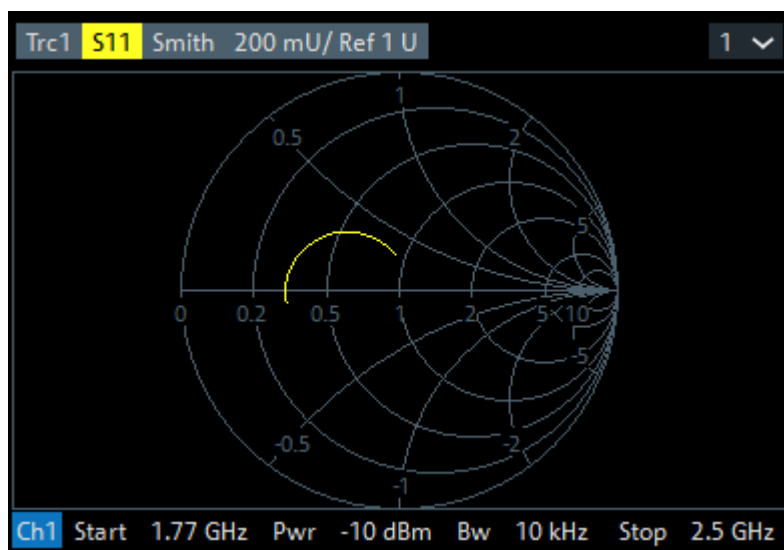 Trc1 S11 Smith 200 mU/ Ref 1 U 1
1
0.5 2
5
0 0.2 0.5 1 2 5 10
-5
-0.5 -2
-1
Ch1 Start 1.77 GHz Pwr -10 dBm Bw 10 kHz Stop 2.5 GHz